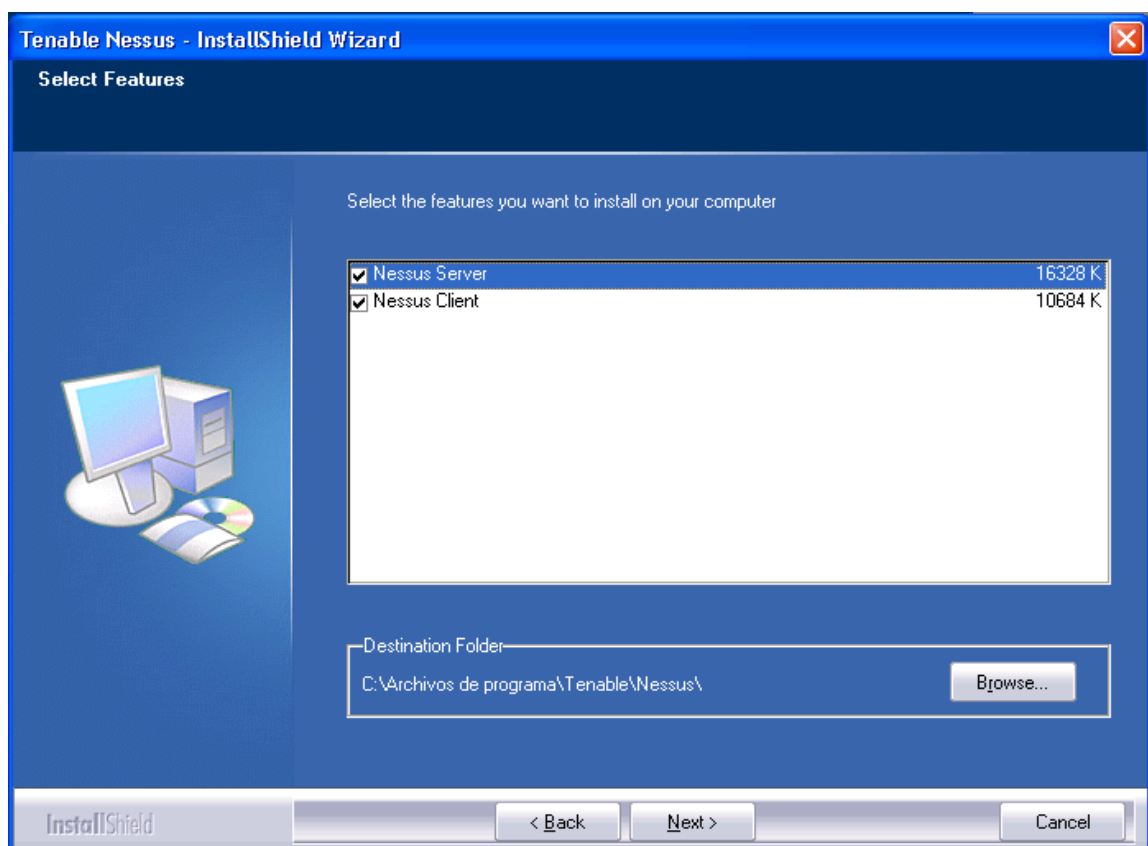 Tenable Nessus - InstallShield Wizard
Select Features
Select the features you want to install on your computer
Nessus Server 16328 K
Nessus Client 10684 K
Destination Folder
C:\Archivos de programa\Tenable\Nessus\
Browse...
InstallShield
< Back Next > Cancel